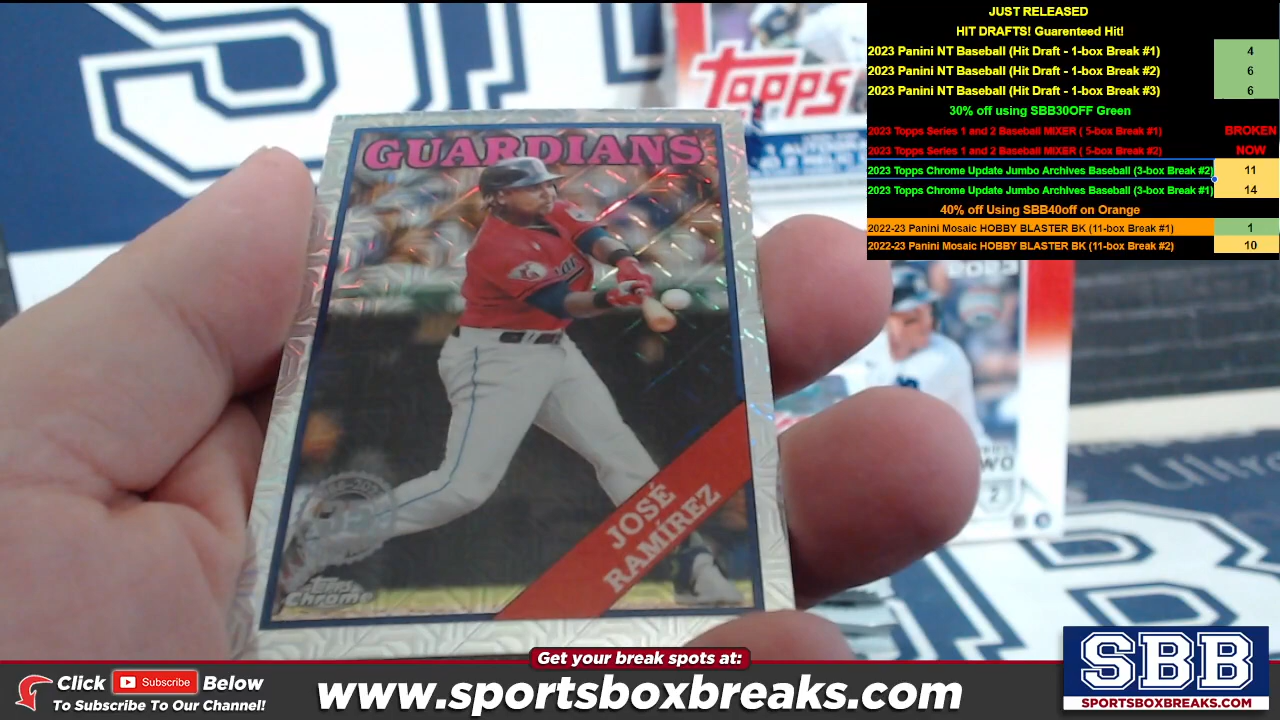 JUST RELEASED
HIT DRAFTS! Guarenteed Hit!
2023 Panini NT Baseball (Hit Draft - 1-box Break #1) 4
2023 Panini NT Baseball (Hit Draft - 1-box Break #2) 6
2023 Panini NT Baseball (Hit Draft - 1-box Break #3) 6
30% off using SBB30OFF Green
2023 Topps Series 1 and 2 Baseball MIXER ( 5-box Break #1) BROKEN
2023 Topps Series 1 and 2 Baseball MIXER ( 5-box Break #2) NOW
2023 Topps Chrome Update Jumbo Archives Baseball (3-box Break #2) 11
2023 Topps Chrome Update Jumbo Archives Baseball (3-box Break #1) 14
40% off Using SBB40off on Orange
2022-23 Panini Mosaic HOBBY BLASTER BK (11-box Break #1) 1
2022-23 Panini Mosaic HOBBY BLASTER BK (11-box Break #2) 10
Topps
GUARDIANS
2023
JOSÉ
RAMÍREZ
Topps
Chrome
WO
2
Ultra
Get your break spots at:
Click Subscribe Below
To Subscribe To Our Channel!
www.sportsboxbreaks.com
SBB
SPORTSBOXBREAKS.COM